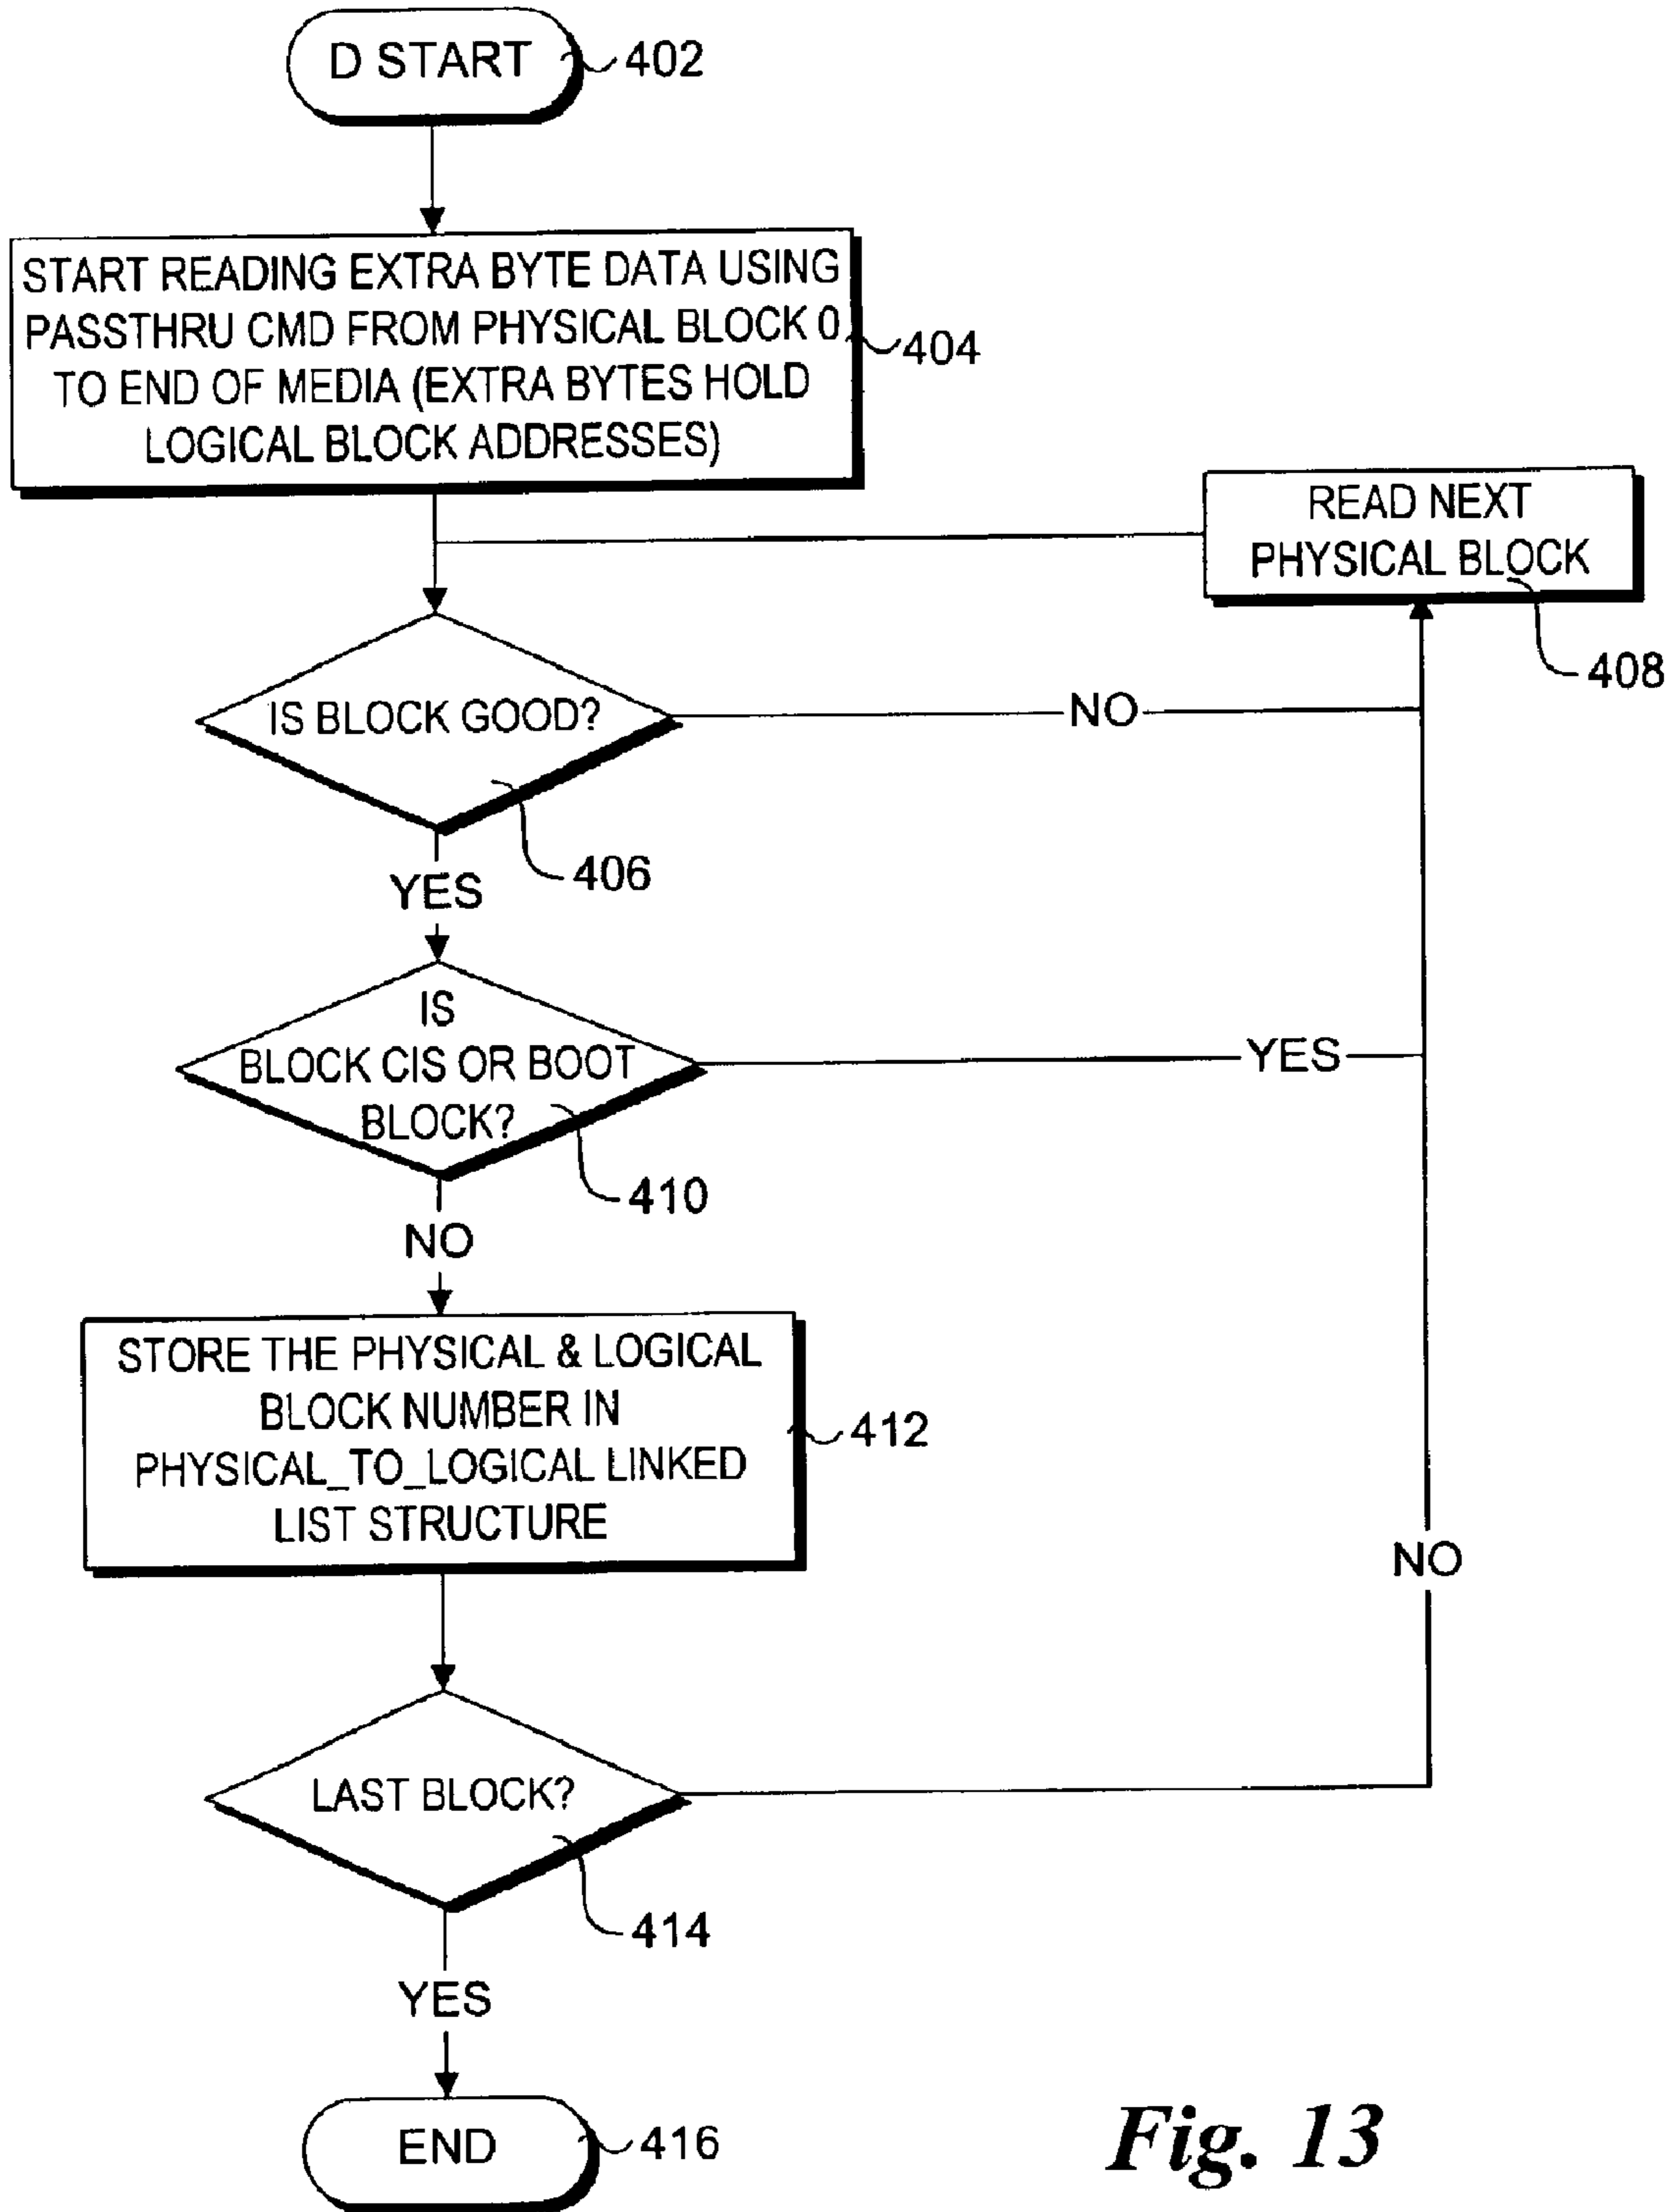 D START
402
START READING EXTRA BYTE DATA USING
PASSTHRU CMD FROM PHYSICAL BLOCK 0
TO END OF MEDIA (EXTRA BYTES HOLD
LOGICAL BLOCK ADDRESSES)
404
READ NEXT
PHYSICAL BLOCK
408
IS BLOCK GOOD?
NO
406
YES
IS
BLOCK CIS OR BOOT
BLOCK?
YES
410
NO
STORE THE PHYSICAL & LOGICAL
BLOCK NUMBER IN
PHYSICAL_TO_LOGICAL LINKED
LIST STRUCTURE
412
NO
LAST BLOCK?
414
YES
END
416
Fig. 13